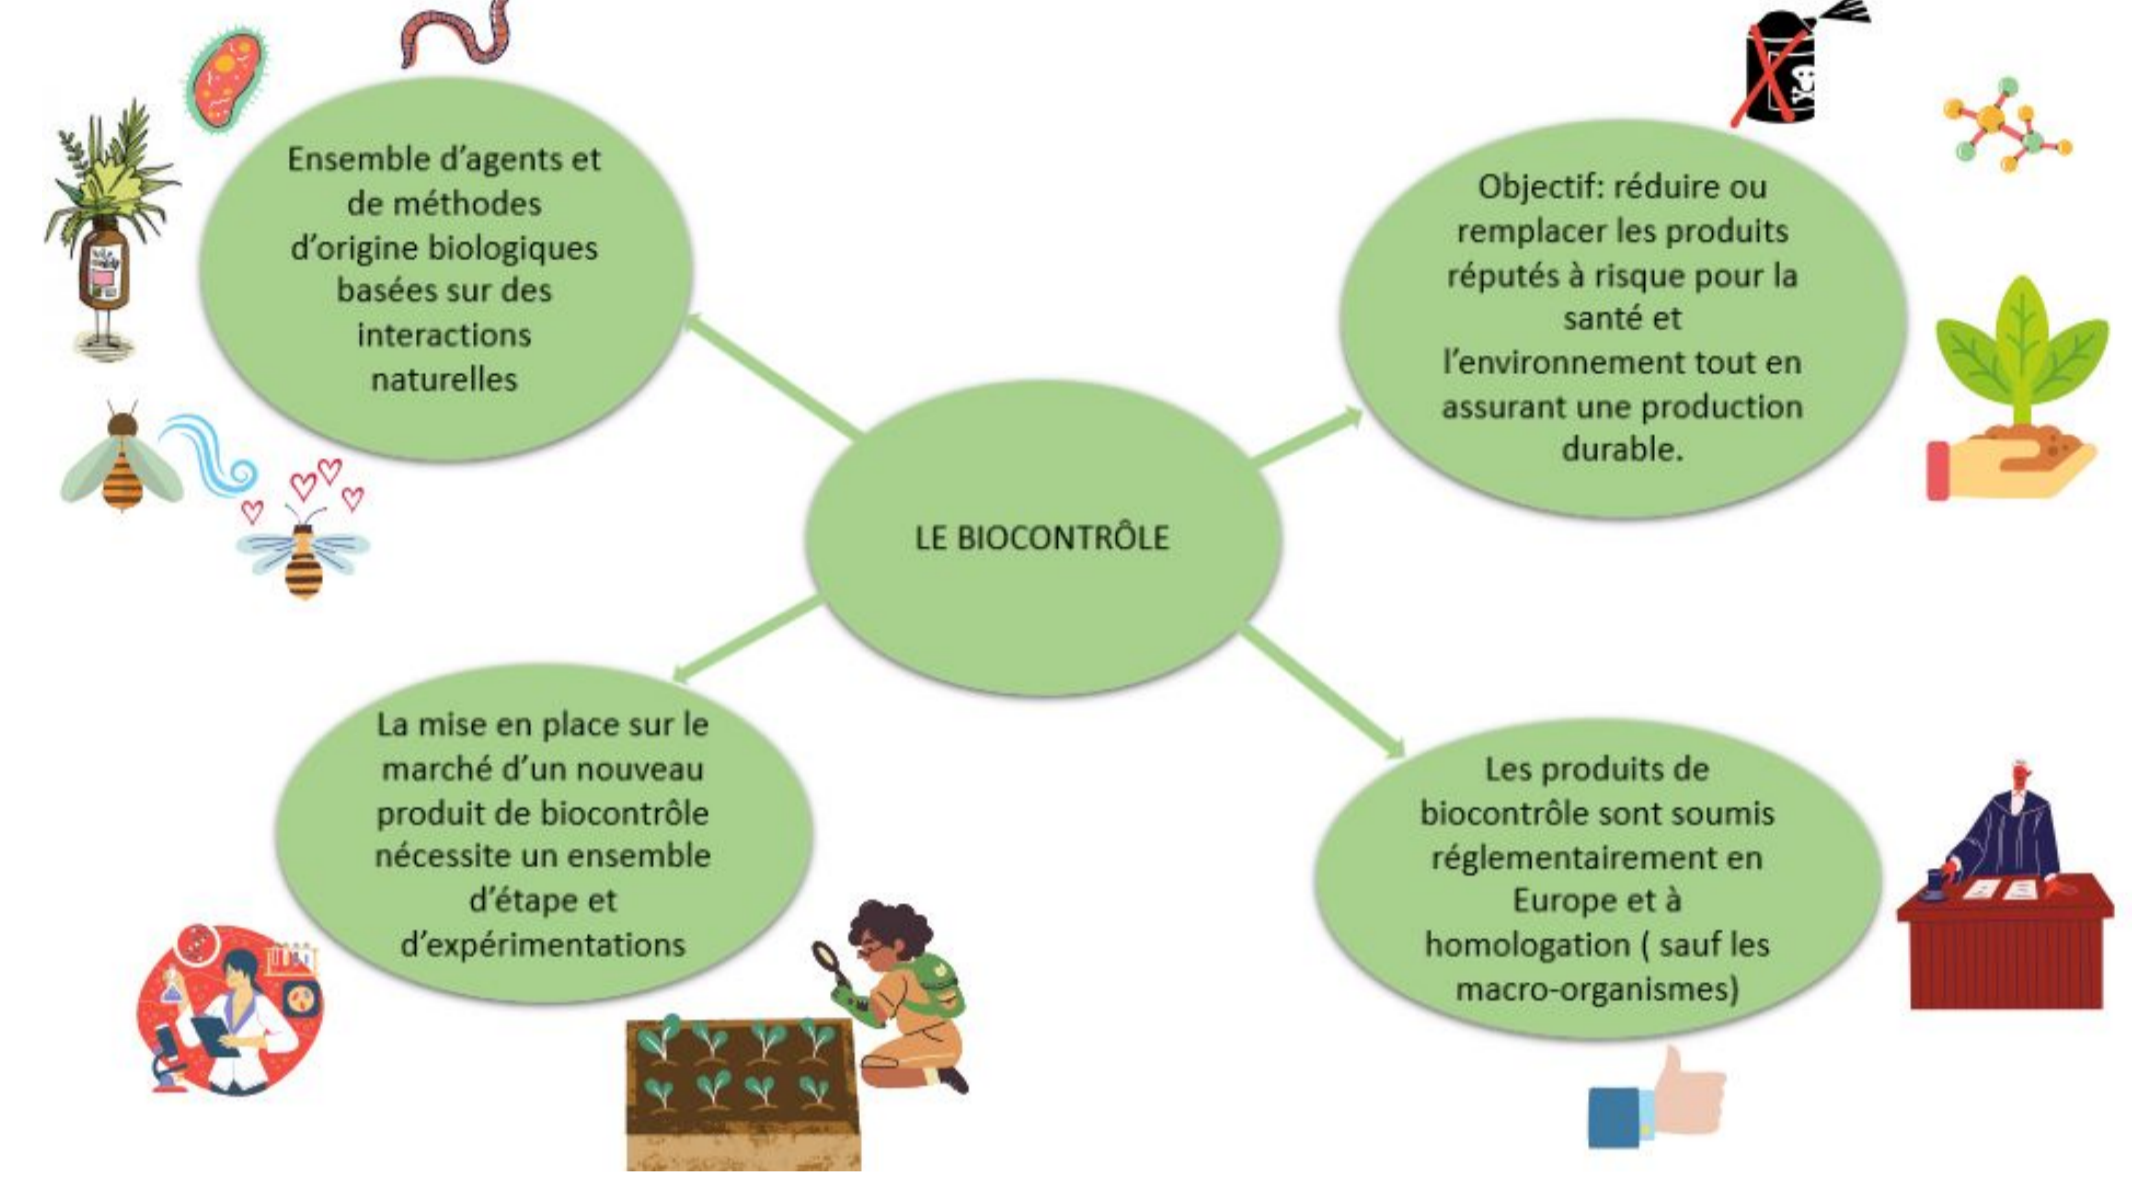 Ensemble d'agents et
de méthodes
d'origine biologiques
basées sur des
interactions
naturelles
Objectif: réduire ou
remplacer les produits
réputés à risque pour la
santé et
l'environnement tout en
assurant une production
durable.
LE BIOCONTRÔLE
La mise en place sur le
marché d'un nouveau
produit de biocontrôle
nécessite un ensemble
d'étape et
d'expérimentations
Les produits de
biocontrôle sont soumis
réglementairement en
Europe et à
homologation ( sauf les
macro-organismes)